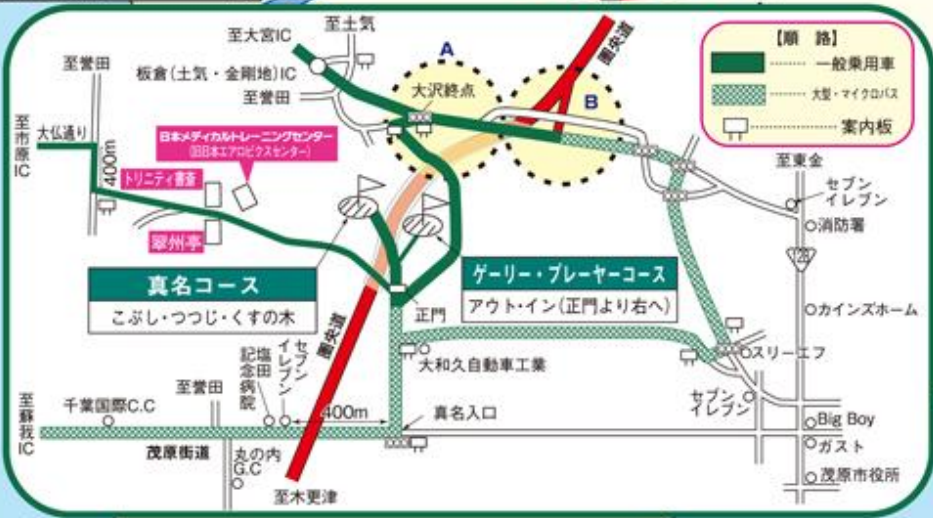 【順 路】
一般乗用車
大型・マイクロバス
案内板
至土気
至大宮IC
板倉(土気・金剛地)IC
至誉田
A
大沢終点
圏央道
B
至誉田
大仏通り
至市原IC
400m
日本メディカルトレーニングセンター
(旧日本エアロビクスセンター)
トリニティ書斎
翠州亭
至東金
セブン
イレブン
消防署
128
カインズホーム
真名コース
こぶし・つつじ・くすの木
ゲーリー・プレーヤーコース
アウト・イン(正門より右へ)
正門
圏央道
大和久自動車工業
スリーエフ
セブン
イレブン
塩田
記念病院
セブン
イレブン
至誉田
千葉国際C.C
至蘇我IC
400m
真名入口
茂原街道
丸の内
G.C
至木更津
Big Boy
ガスト
茂原市役所